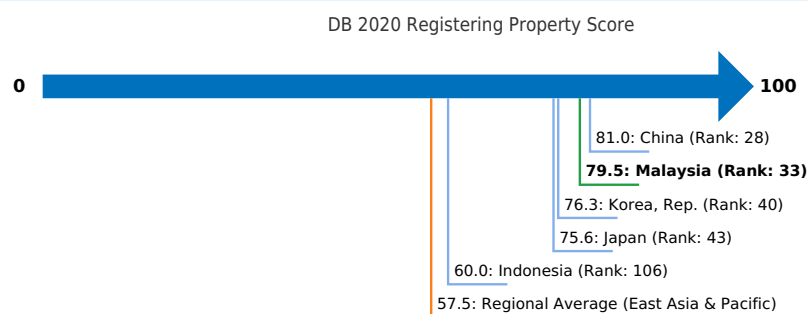 DB 2020 Registering Property Score
0
100
81.0: China (Rank: 28)
79.5: Malaysia (Rank: 33)
76.3: Korea, Rep. (Rank: 40)
75.6: Japan (Rank: 43)
60.0: Indonesia (Rank: 106)
57.5: Regional Average (East Asia & Pacific)